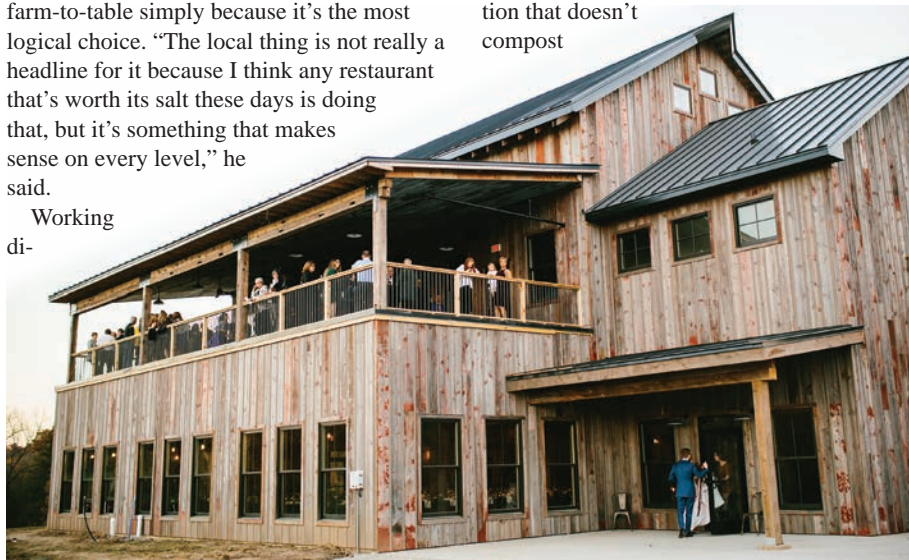 farm-to-table simply because it’s the most
logical choice. “The local thing is not really a
headline for it because I think any restaurant
that’s worth its salt these days is doing
that, but it’s something that makes
sense on every level,” he
said.
Working
di-
tion that doesn’t
compost